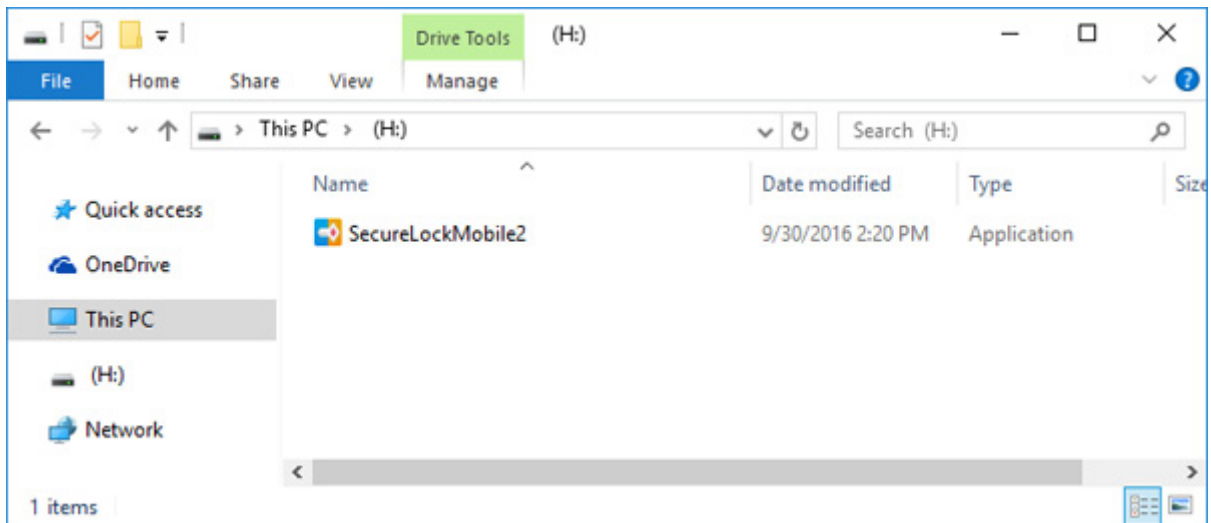 Drive Tools (H:)
File Home Share View Manage
This PC > (H:) Search (H:)
Name Date modified Type Size
Quick access
SecureLockMobile2 9/30/2016 2:20 PM Application
OneDrive
This PC
(H:)
Network
1 items